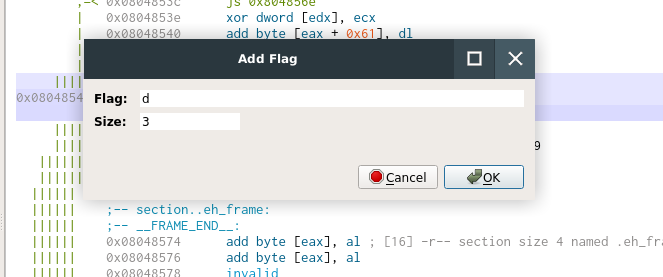 0x0804853c js 0x804856e
0x0804853e xor dword [edx], ecx
0x08048540 add byte [eax + 0x61], dl
Add Flag
0x0804854
Flag: d
Size: 3
9
Cancel OK
;-- section..eh_frame:
;-- __FRAME_END__:
0x08048574 add byte [eax], al ; [16] -r-- section size 4 named .eh_fra
0x08048576 add byte [eax], al
0x08048578 invalid